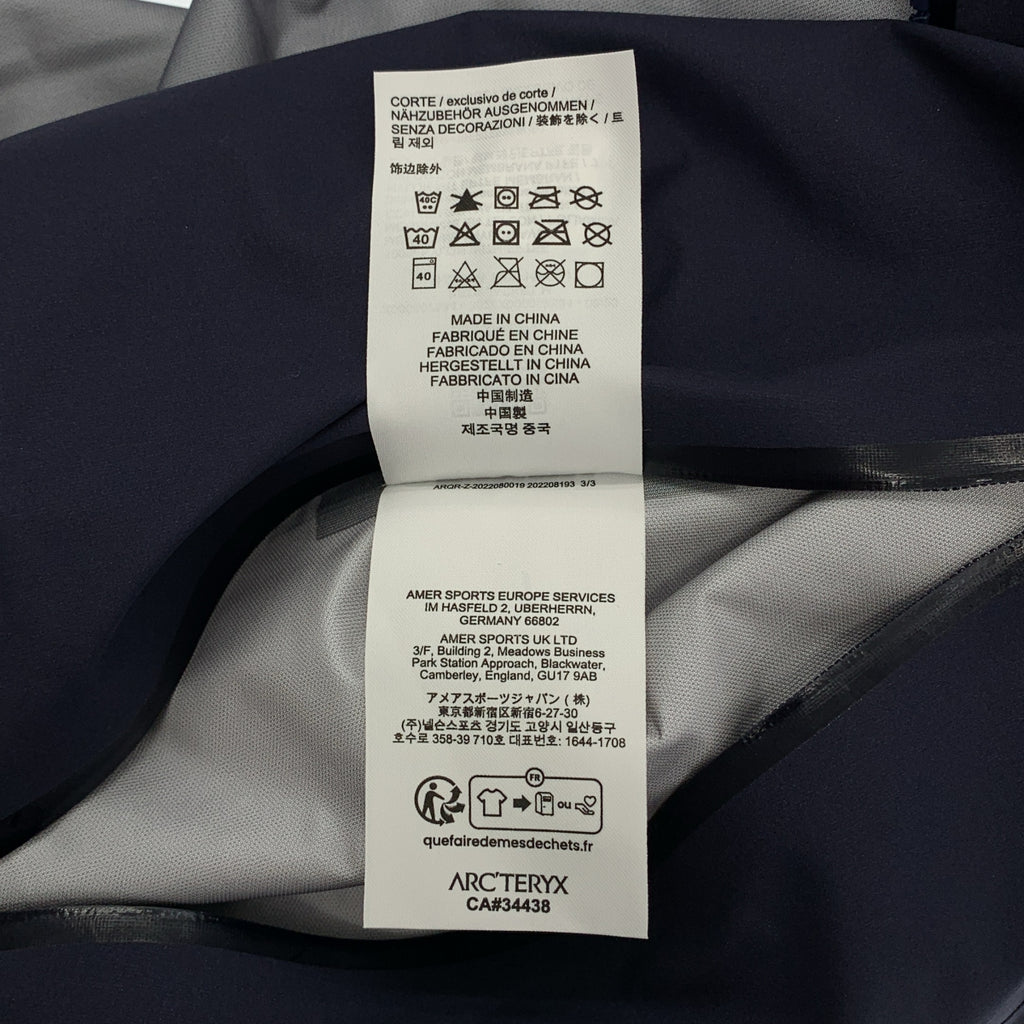 CORTE / exclusivo de corte /
NÄHZUBEHÖR AUSGENOMMEN /
SENZA DECORAZIONI / 装飾を除く / 트
림 제외
饰边除外
40C
40
40
MADE IN CHINA
FABRIQUÉ EN CHINE
FABRICADO EN CHINA
HERGESTELLT IN CHINA
FABBRICATO IN CINA
中国制造
中国製
제조국명 중국
ARQR-Z-2022080019 202208193 3/3
AMER SPORTS EUROPE SERVICES
IM HASFELD 2, UBERHERRN,
GERMANY 66802
AMER SPORTS UK LTD
3/F, Building 2, Meadows Business
Park Station Approach, Blackwater,
Camberley, England, GU17 9AB
アメアスポーツジャパン ( 株)
東京都新宿区新宿6-27-30
(주)넬슨스포츠 경기도 고양시 일산동구
호수로 358-39 710호 대표번호: 1644-1708
FR
ou
quefairedemesdechets.fr
ARC'TERYX
CA#34438